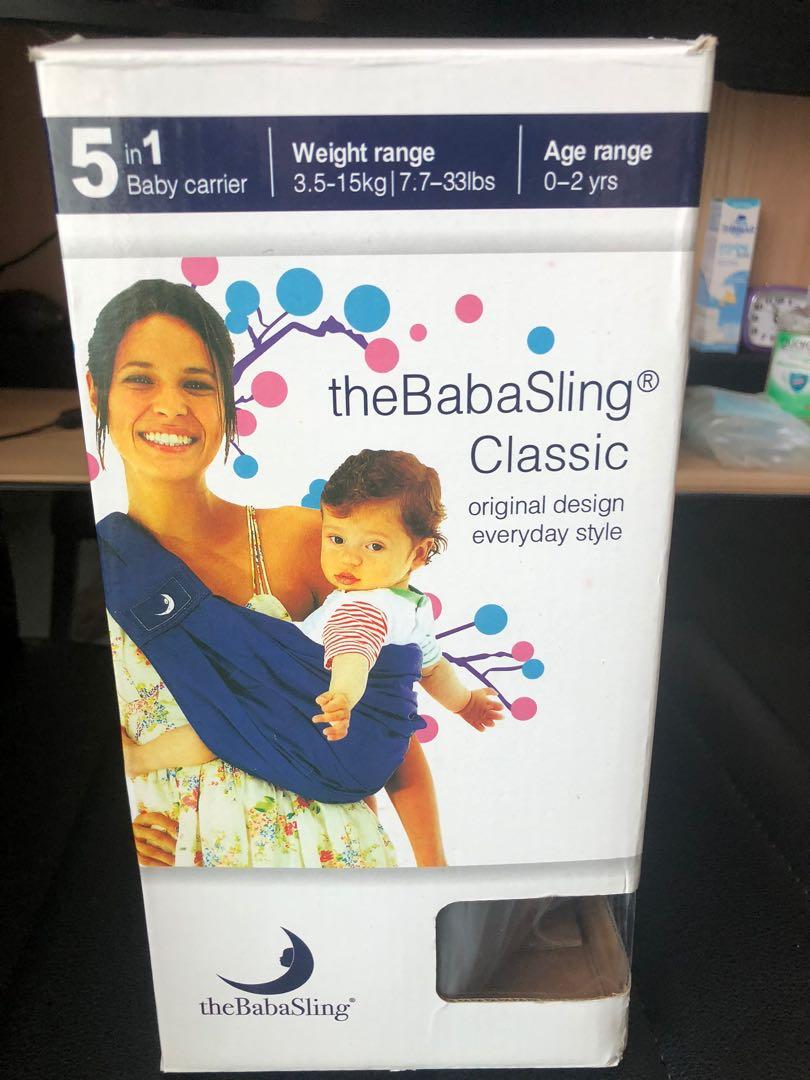 5 in 1
Baby carrier
Weight range
3.5-15kg|7.7–33lbs
Age range
0–2 yrs
theBabaSling®
Classic
original design
everyday style
theBabaSling®